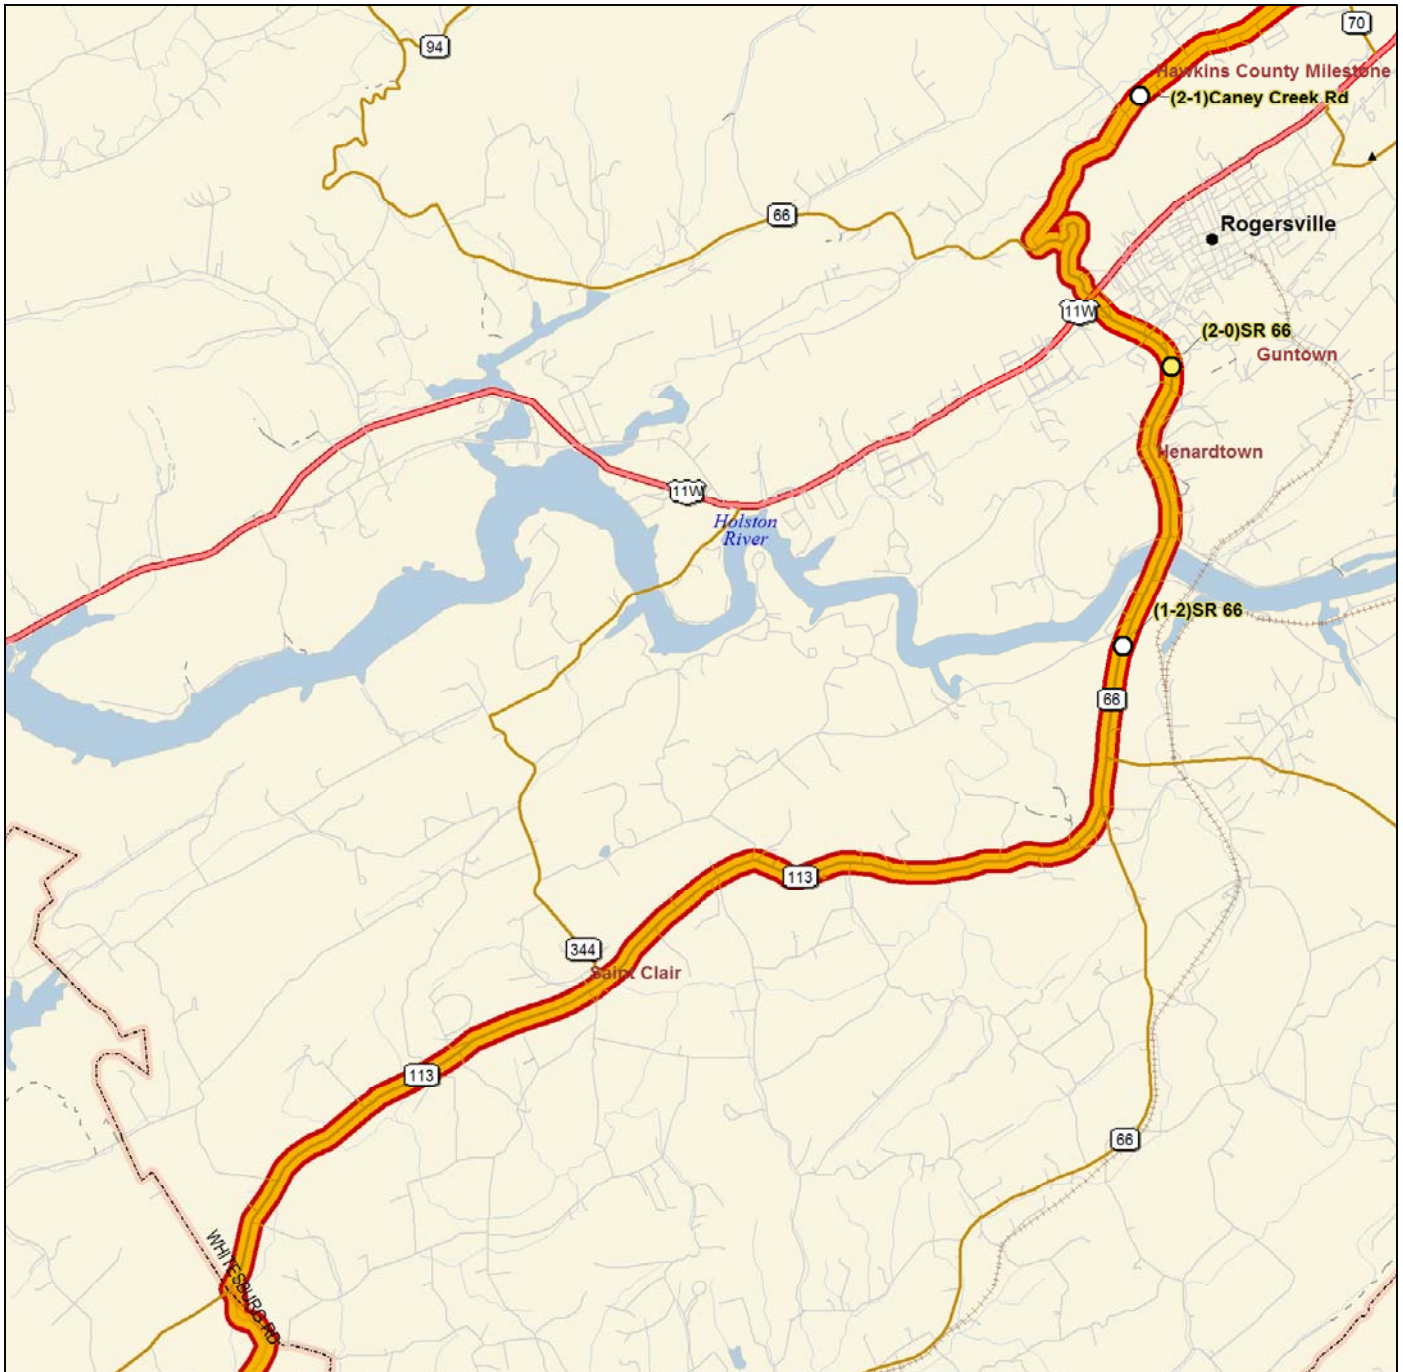 70
94
Hawkins County Milestone
(2-1)Caney Creek Rd
66
Rogersville
11W
(2-0)SR 66
Guntown
Henardtown
11W
Holston
River
(1-2)SR 66
66
113
344
Saint Clair
113
66
WHITESBURG RD